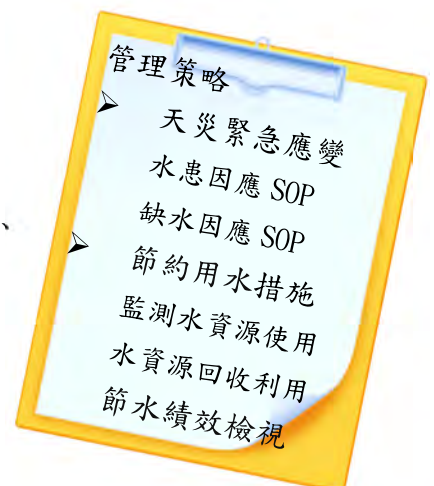 管理策略
➢ 天災緊急應變
水患因應 SOP
缺水因應 SOP
、
➢ 節約用水措施
監測水資源使用
水資源回收利用
節水績效檢視